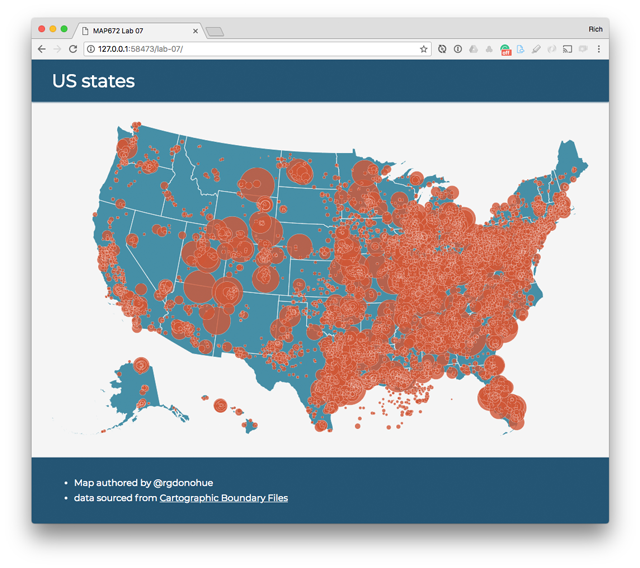 MAP672 Lab 07
Rich
127.0.0.1:58473/lab-07/
off
US states
Map authored by @rgdonohue
data sourced from Cartographic Boundary Files